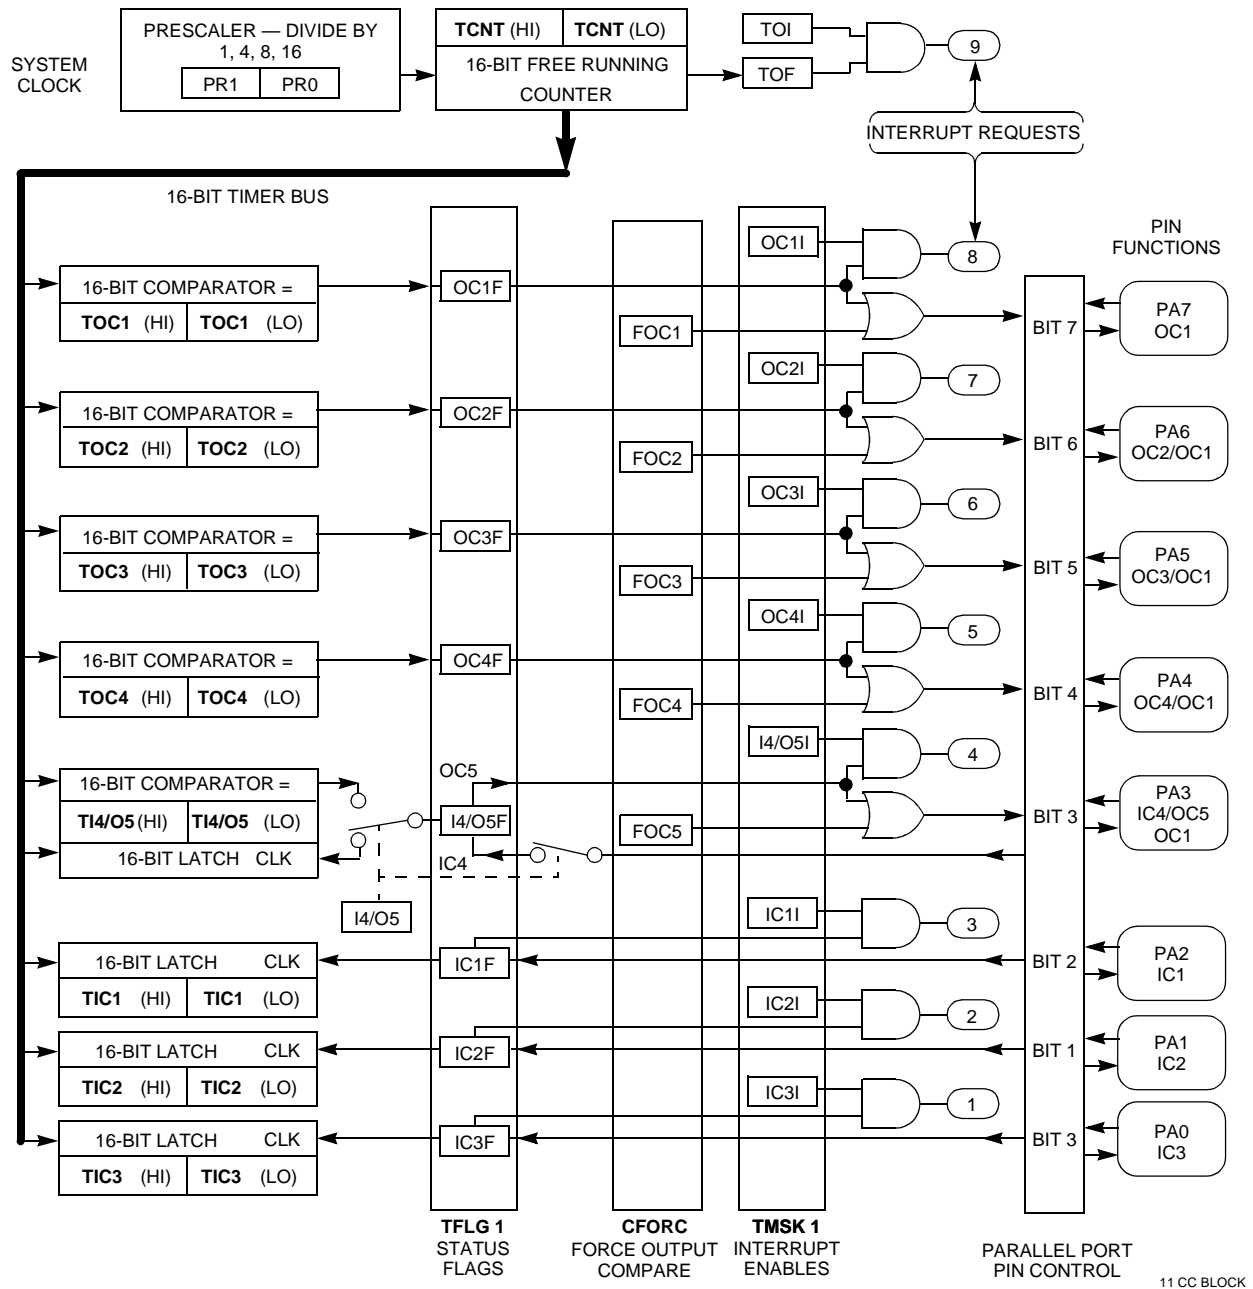 SYSTEM
CLOCK
PRESCALER — DIVIDE BY
1, 4, 8, 16
PR1 PR0
TCNT (HI) TCNT (LO)
16-BIT FREE RUNNING
COUNTER
TOI
TOF
9
INTERRUPT REQUESTS
16-BIT TIMER BUS
PIN
FUNCTIONS
OC1I
8
16-BIT COMPARATOR =
TOC1 (HI) TOC1 (LO)
OC1F
FOC1
BIT 7
PA7
OC1
OC2I
7
16-BIT COMPARATOR =
TOC2 (HI) TOC2 (LO)
OC2F
FOC2
BIT 6
PA6
OC2/OC1
OC3I
6
16-BIT COMPARATOR =
TOC3 (HI) TOC3 (LO)
OC3F
FOC3
BIT 5
PA5
OC3/OC1
OC4I
5
16-BIT COMPARATOR =
TOC4 (HI) TOC4 (LO)
OC4F
FOC4
BIT 4
PA4
OC4/OC1
I4/O5I
4
16-BIT COMPARATOR =
TI4/O5 (HI) TI4/O5 (LO)
16-BIT LATCH CLK
OC5
I4/O5F
IC4
I4/O5
FOC5
BIT 3
PA3
IC4/OC5
OC1
IC1I
3
16-BIT LATCH CLK
TIC1 (HI) TIC1 (LO)
IC1F
BIT 2
PA2
IC1
IC2I
2
16-BIT LATCH CLK
TIC2 (HI) TIC2 (LO)
IC2F
BIT 1
PA1
IC2
IC3I
1
16-BIT LATCH CLK
TIC3 (HI) TIC3 (LO)
IC3F
BIT 3
PA0
IC3
TFLG 1
STATUS
FLAGS
CFORC
FORCE OUTPUT
COMPARE
TMSK 1
INTERRUPT
ENABLES
PARALLEL PORT
PIN CONTROL
11 CC BLOCK